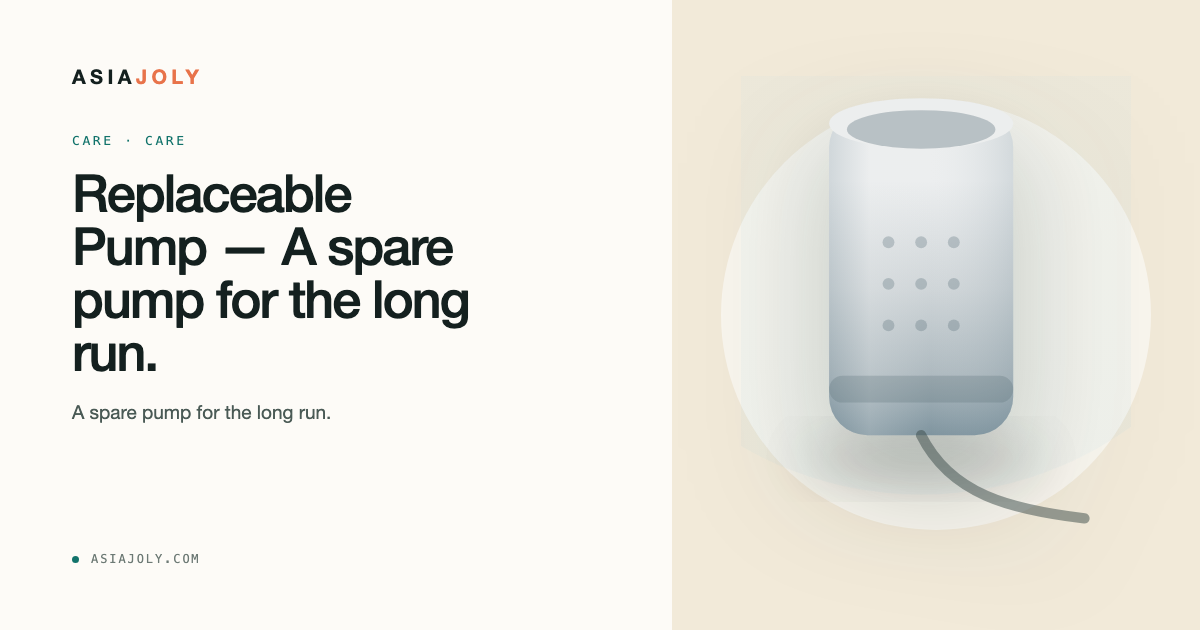 ASIAJOLY
CARE · CARE
Replaceable
Pump — A spare
pump for the long
run.
A spare pump for the long run.
ASIAJOLY.COM